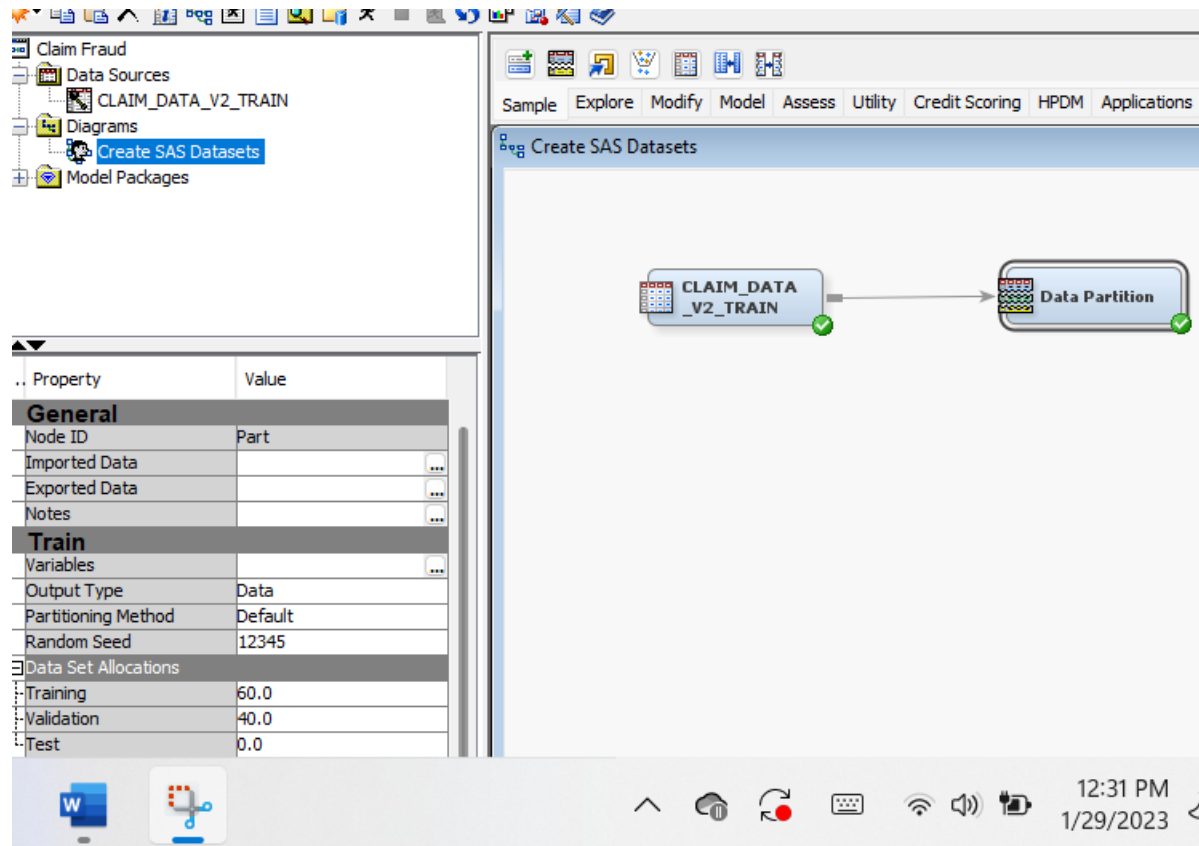 Claim Fraud
Data Sources
CLAIM_DATA_V2_TRAIN
Diagrams
Create SAS Datasets
Model Packages
Sample Explore Modify Model Assess Utility Credit Scoring HPDM Applications
Create SAS Datasets
CLAIM_DATA
_V2_TRAIN
Data Partition
.. Property Value
General
Node ID Part
Imported Data ...
Exported Data ...
Notes ...
Train
Variables ...
Output Type Data
Partitioning Method Default
Random Seed 12345
Data Set Allocations
Training 60.0
Validation 40.0
Test 0.0
W
12:31 PM
1/29/2023